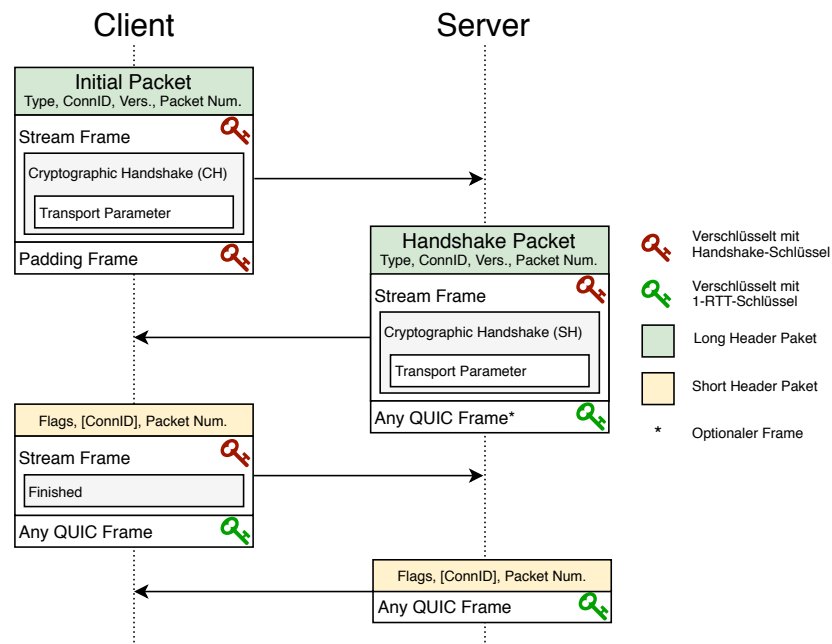 Client
Server
Initial Packet
Type, ConnID, Vers., Packet Num.
Stream Frame
Cryptographic Handshake (CH)
Transport Parameter
Padding Frame
Handshake Packet
Type, ConnID, Vers., Packet Num.
Stream Frame
Cryptographic Handshake (SH)
Transport Parameter
Any QUIC Frame*
Flags, [ConnID], Packet Num.
Stream Frame
Finished
Any QUIC Frame
Flags, [ConnID], Packet Num.
Any QUIC Frame
Verschlüsselt mit
Handshake-Schlüssel
Verschlüsselt mit
1-RTT-Schlüssel
Long Header Paket
Short Header Paket
* Optionaler Frame